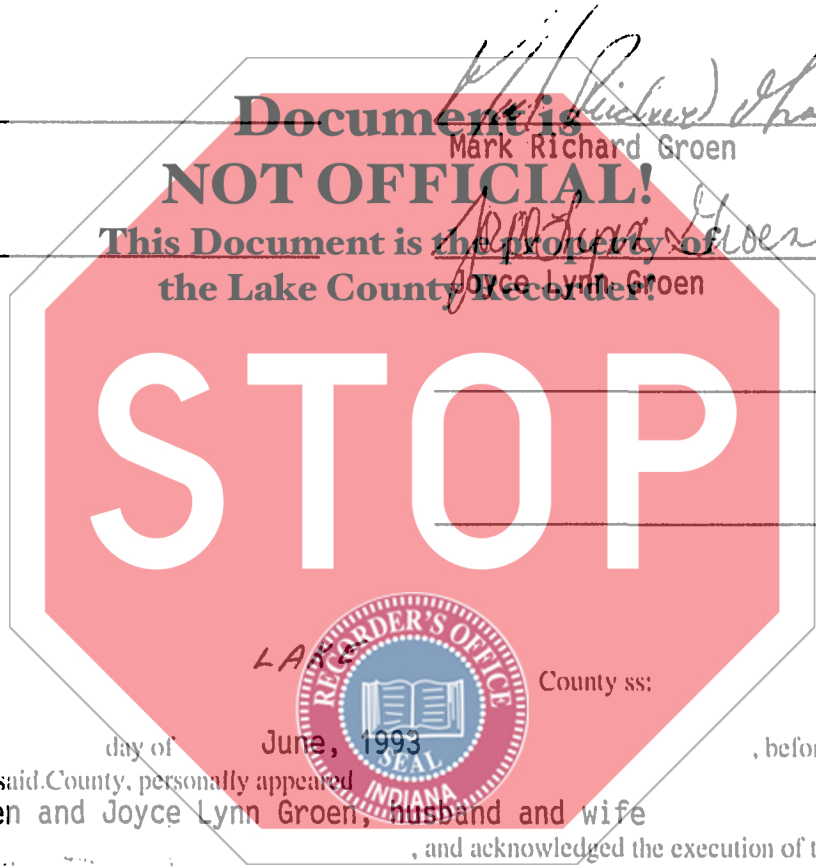 Document is
Mark Richard Groen
NOT OFFICIAL!
This Document is the property of
Joyce Lynn Groen
the Lake County Recorder!
STOP
LAKE
County ss:
RECORDER'S OFFICE
SEAL
INDIANA
day of June, 1993 , befor
said County, personally appeared
en and Joyce Lynn Groen, husband and wife
, and acknowledged the execution of t